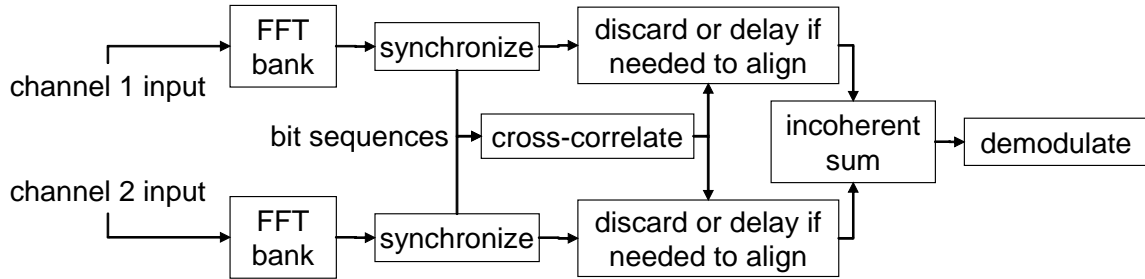 channel 1 input
FFT
bank
synchronize
discard or delay if
needed to align
bit sequences
cross-correlate
incoherent
sum
demodulate
channel 2 input
FFT
bank
synchronize
discard or delay if
needed to align